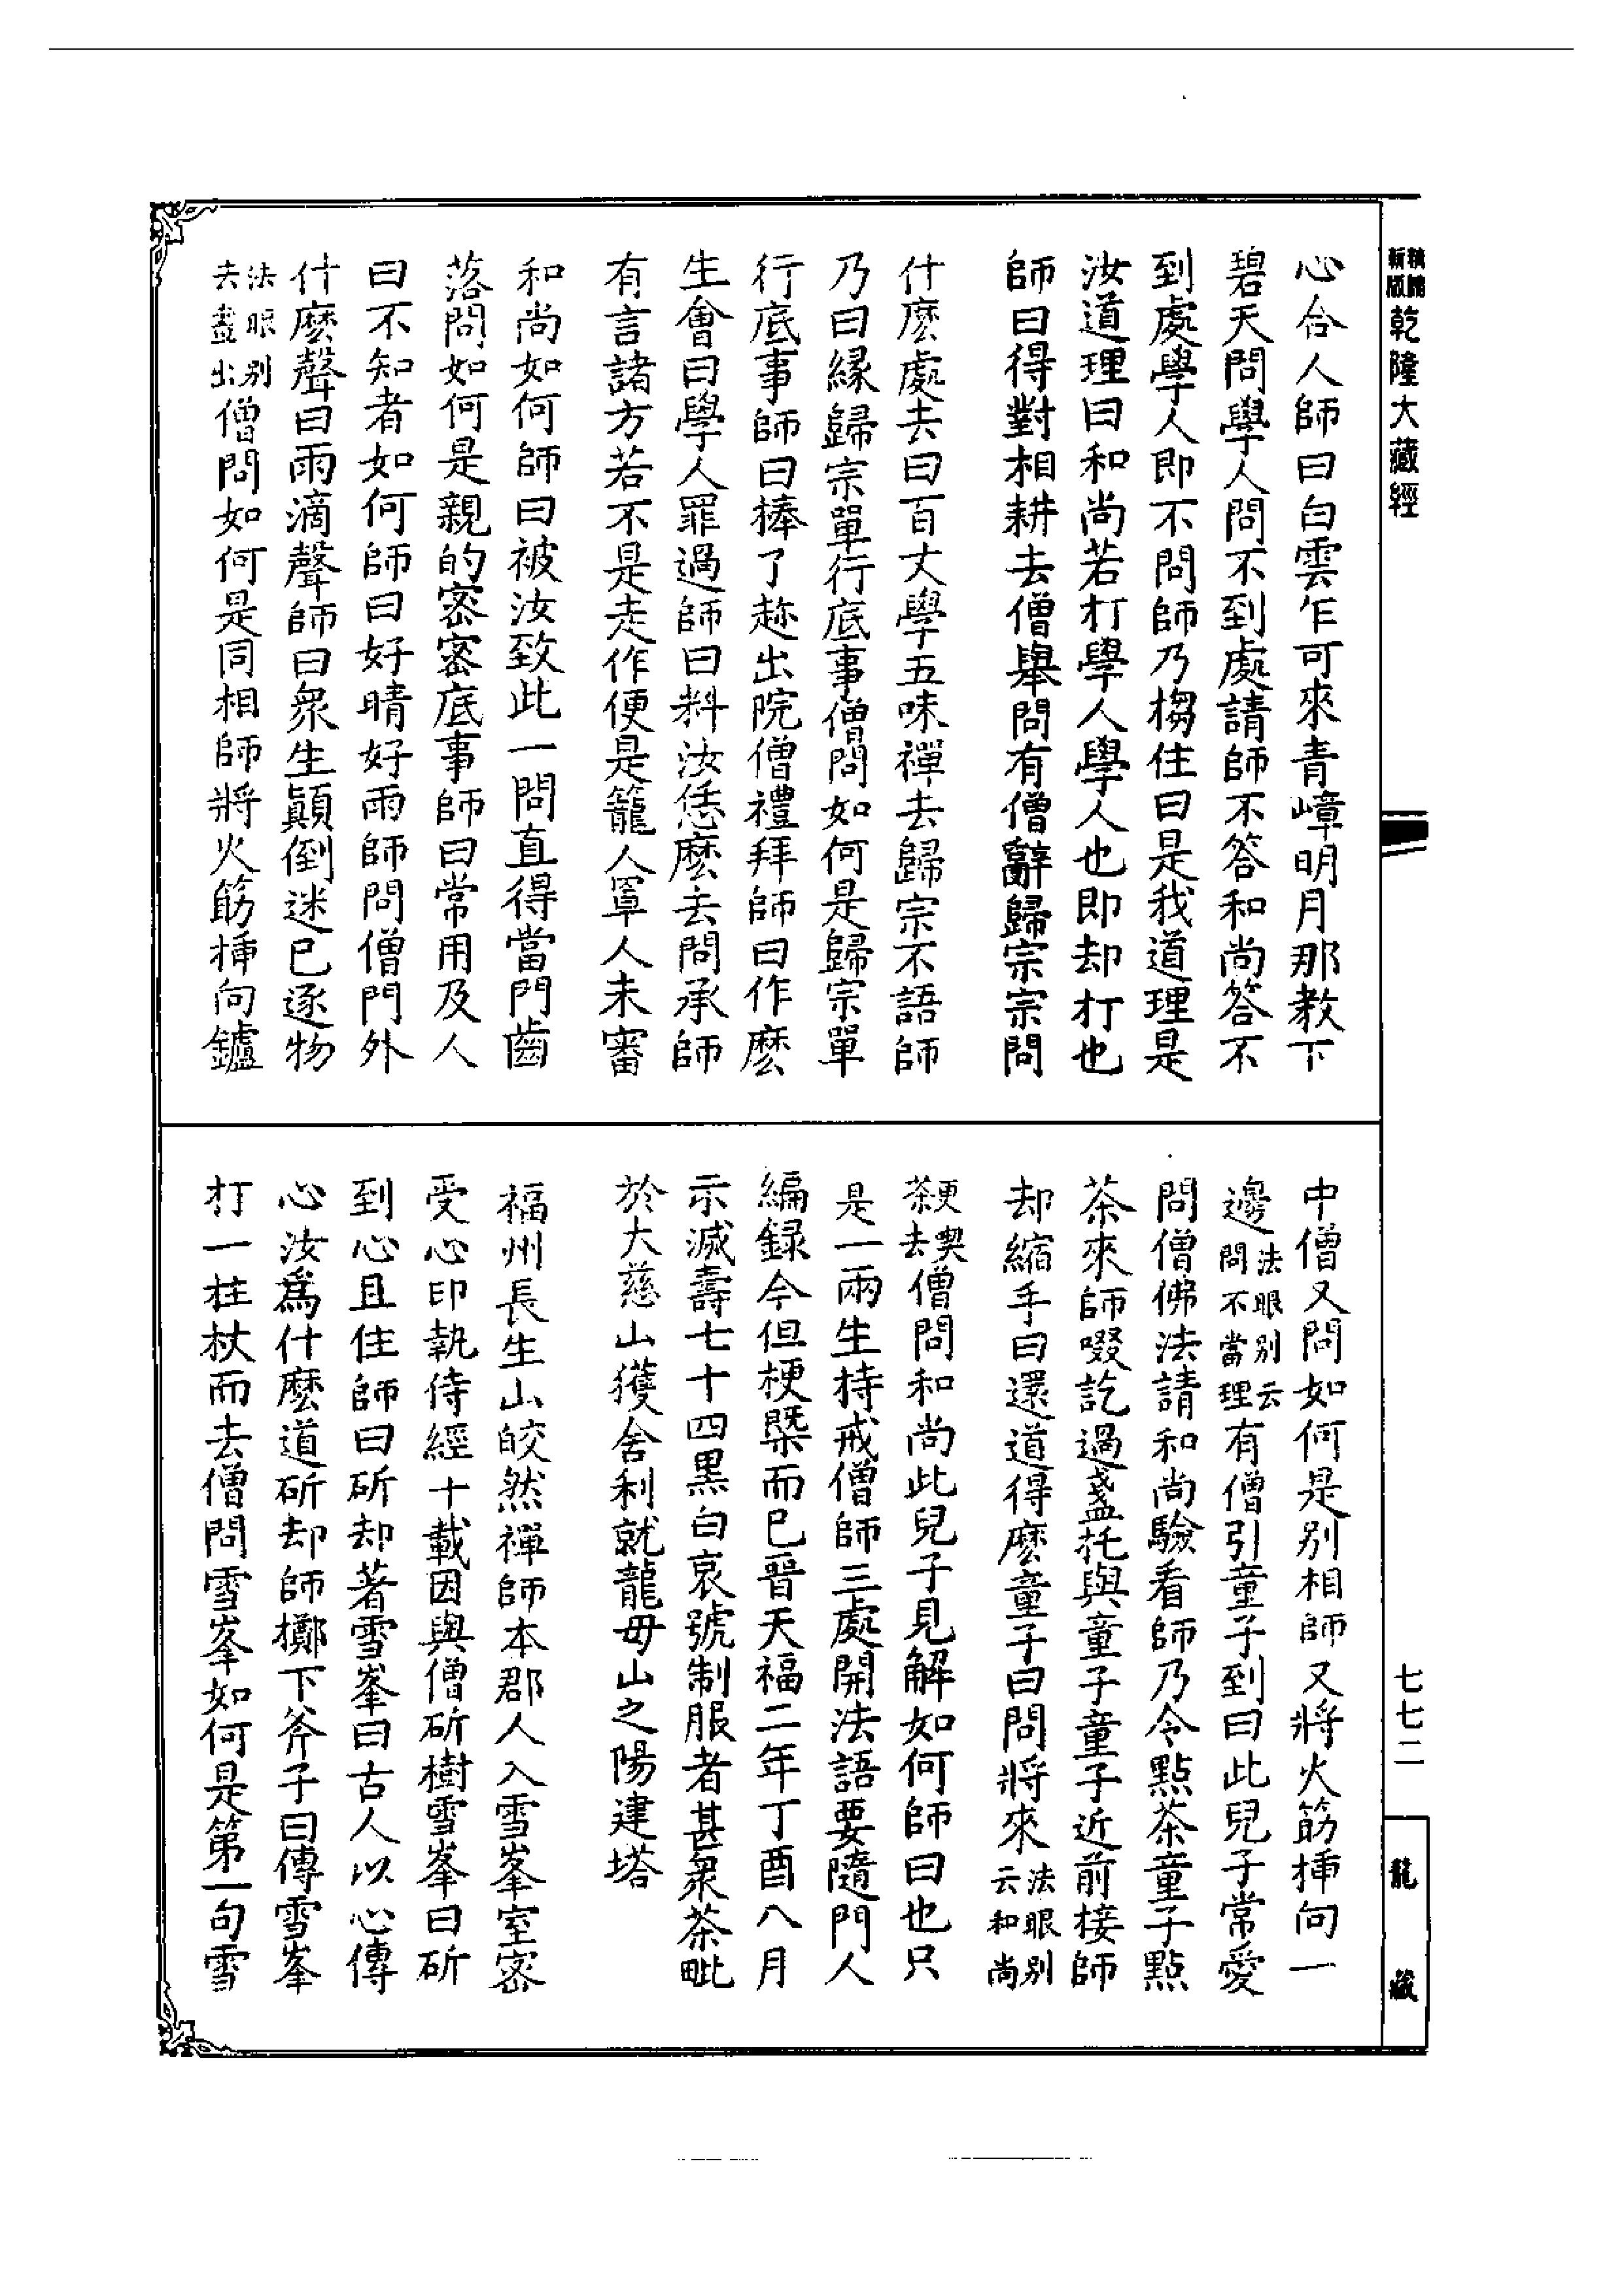 新版
乾隆大藏經
七七二
龍藏
心合人師曰白雲乍可來青嶂明月那教下
碧天問學人問不到處請師不答和尚答不
到處學人即不問師乃搊住曰是我道理是
汝道理曰和尚若打學人學人也即却打也
師曰得對相耕去僧舉問有僧辭歸宗宗問
什麽處去曰百丈學五味禪去歸宗不語師
乃曰緣歸宗單行底事僧問如何是歸宗單
行底事師曰棒了趂出院僧禮拜師曰作麽
生會曰學人罪過師曰料汝恁麽去問承師
有言諸方若不是走作便是籠人罩人未審
和尚如何師曰被汝致此一問直得當門齒
落問如何是親的密密底事師曰常用及人
曰不知者如何師曰好晴好雨師問僧門外
什麽聲曰雨滴聲師曰衆生顚倒迷已逐物
法眼别去盡出僧問如何是同相師將火筯揷向鑪
中僧又問如何是别相師又將火筯揷向一
邊法眼别云問不當理有僧引童子到曰此兒子常愛
問僧佛法請和尚驗看師乃令點茶童子點
茶來師啜訖過盞托與童子童子近前接師
却縮手曰還道得麽童子曰問將來法眼别云和尚
更喫茶去僧問和尚此兒子見解如何師曰也只
是一兩生持戒僧師三處開法語要隨門人
編録今但梗槩而已晉天福二年丁酉八月
示滅壽七十四黑白哀號制服者甚衆茶毗
於大慈山獲舍利就龍毋山之陽建塔
福州長生山皎然禪師本郡人入雪峯室密
受心印執侍經十載因與僧斫樹雪峯曰斫
到心且住師曰斫却著雪峯曰古人以心傳
心汝爲什麽道斫却師擲下斧子曰傳雪峯
打一拄杖而去僧問雪峯如何是第一句雪